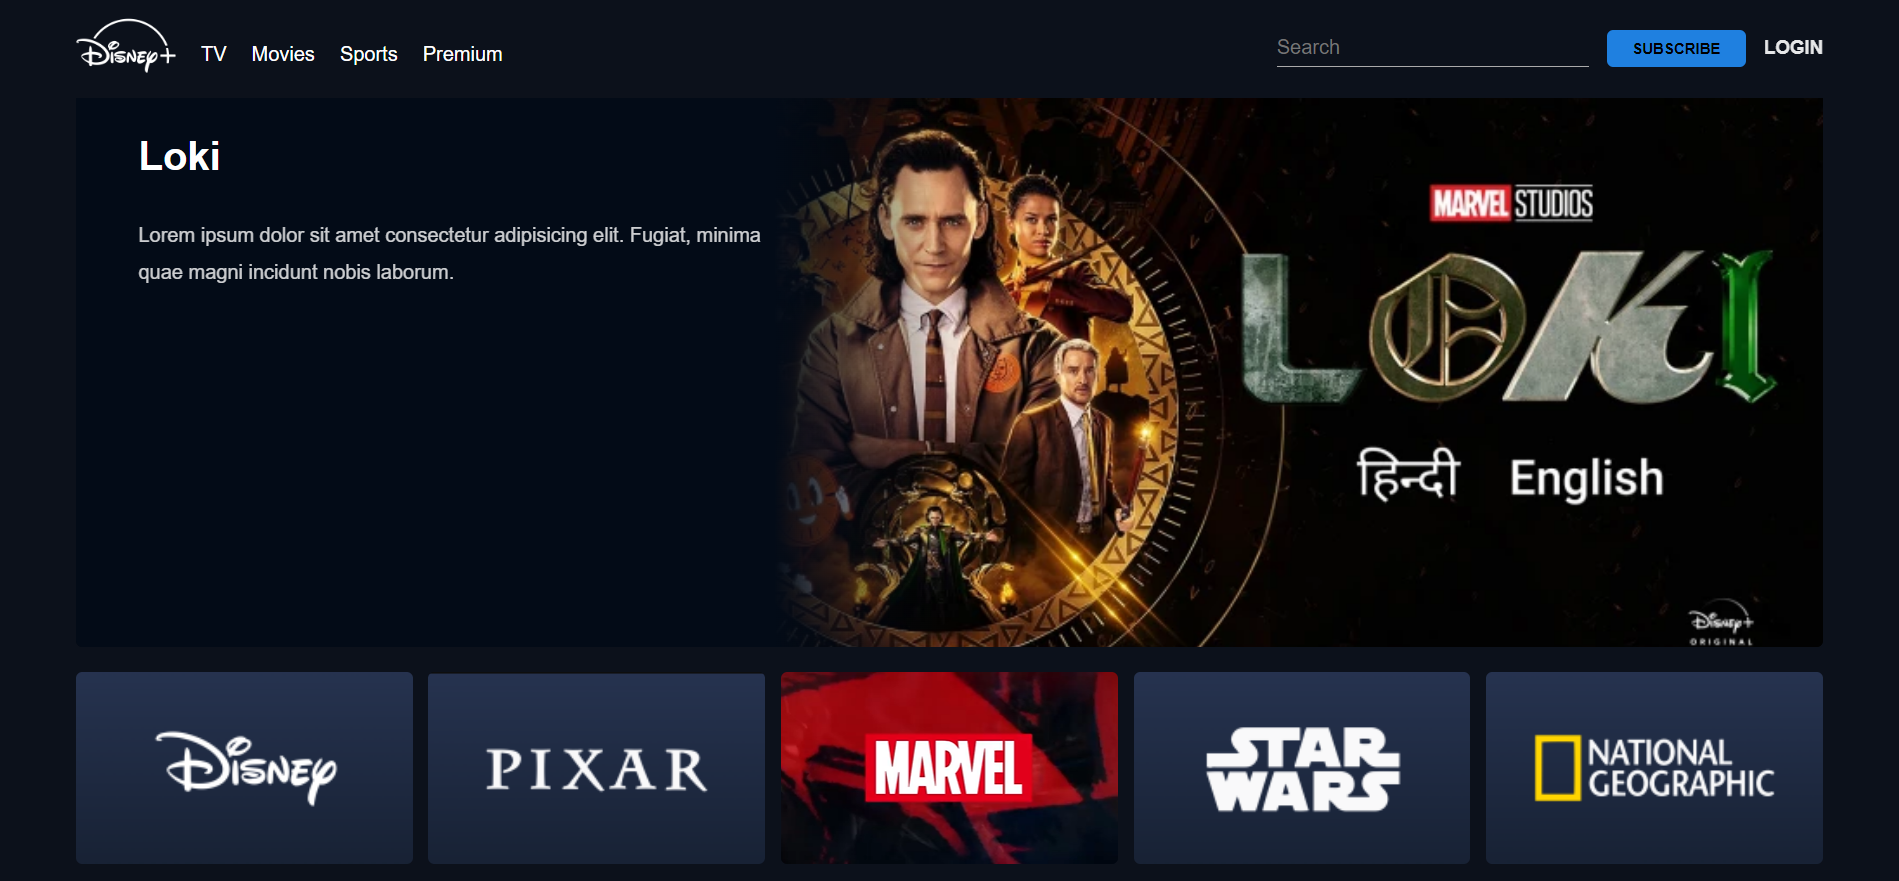 Disney+
TV Movies Sports Premium
Search
SUBSCRIBE
LOGIN
Loki
Lorem ipsum dolor sit amet consectetur adipisicing elit. Fugiat, minima
quae magni incidunt nobis laborum.
MARVEL STUDIOS
LOKI
हिन्दी English
Disney+
ORIGINAL
Disney
PIXAR
MARVEL
STAR
WARS
NATIONAL
GEOGRAPHIC